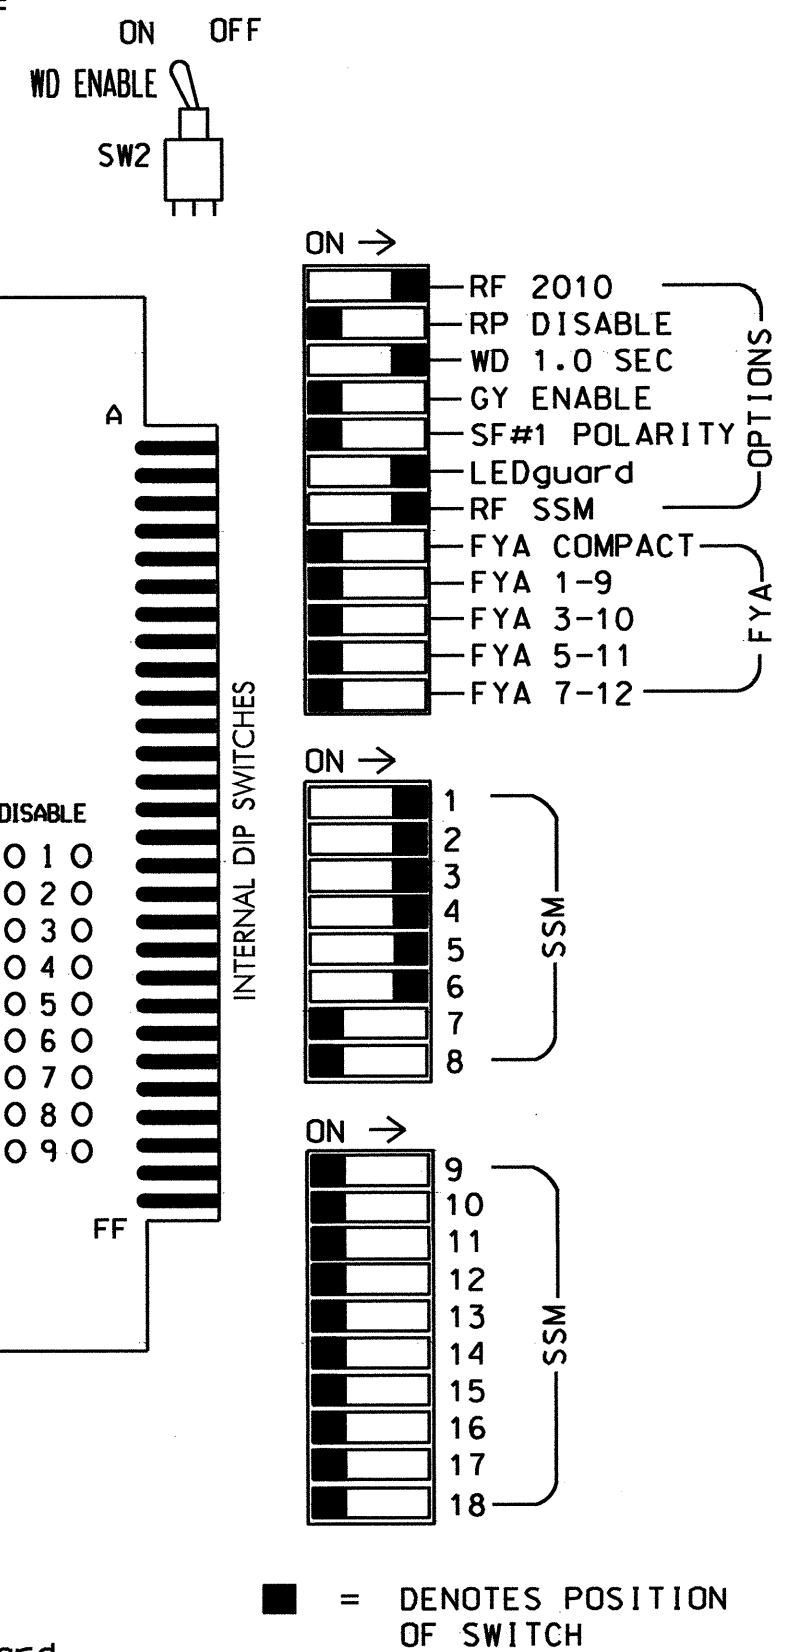 ON OFF
WD ENABLE
SW2
ON →
RF 2010
RP DISABLE
WD 1.0 SEC
GY ENABLE
SF#1 POLARITY
LEDguard
RF SSM
OPTIONS
FYA COMPACT
FYA 1-9
FYA 3-10
FYA 5-11
FYA 7-12
FYA
A
FF
INTERNAL DIP SWITCHES
DISABLE
1
2
3
4
5
6
7
8
9
ON →
1
2
3
4
5
6
7
8
SSM
ON →
9
10
11
12
13
14
15
16
17
18
SSM
= DENOTES POSITION
OF SWITCH